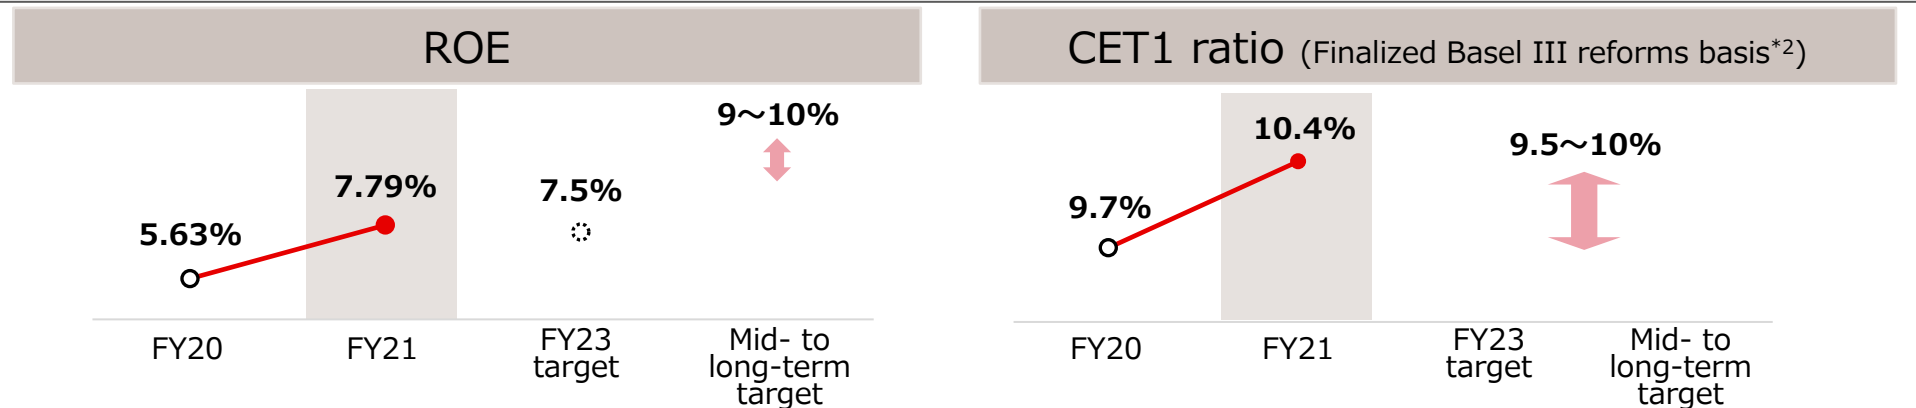 ROE
9～10%
7.79%
7.5%
5.63%
FY20
FY21
FY23
target
Mid- to
long-term
target
CET1 ratio (Finalized Basel III reforms basis*2)
10.4%
9.5～10%
9.7%
FY20
FY21
FY23
target
Mid- to
long-term
target